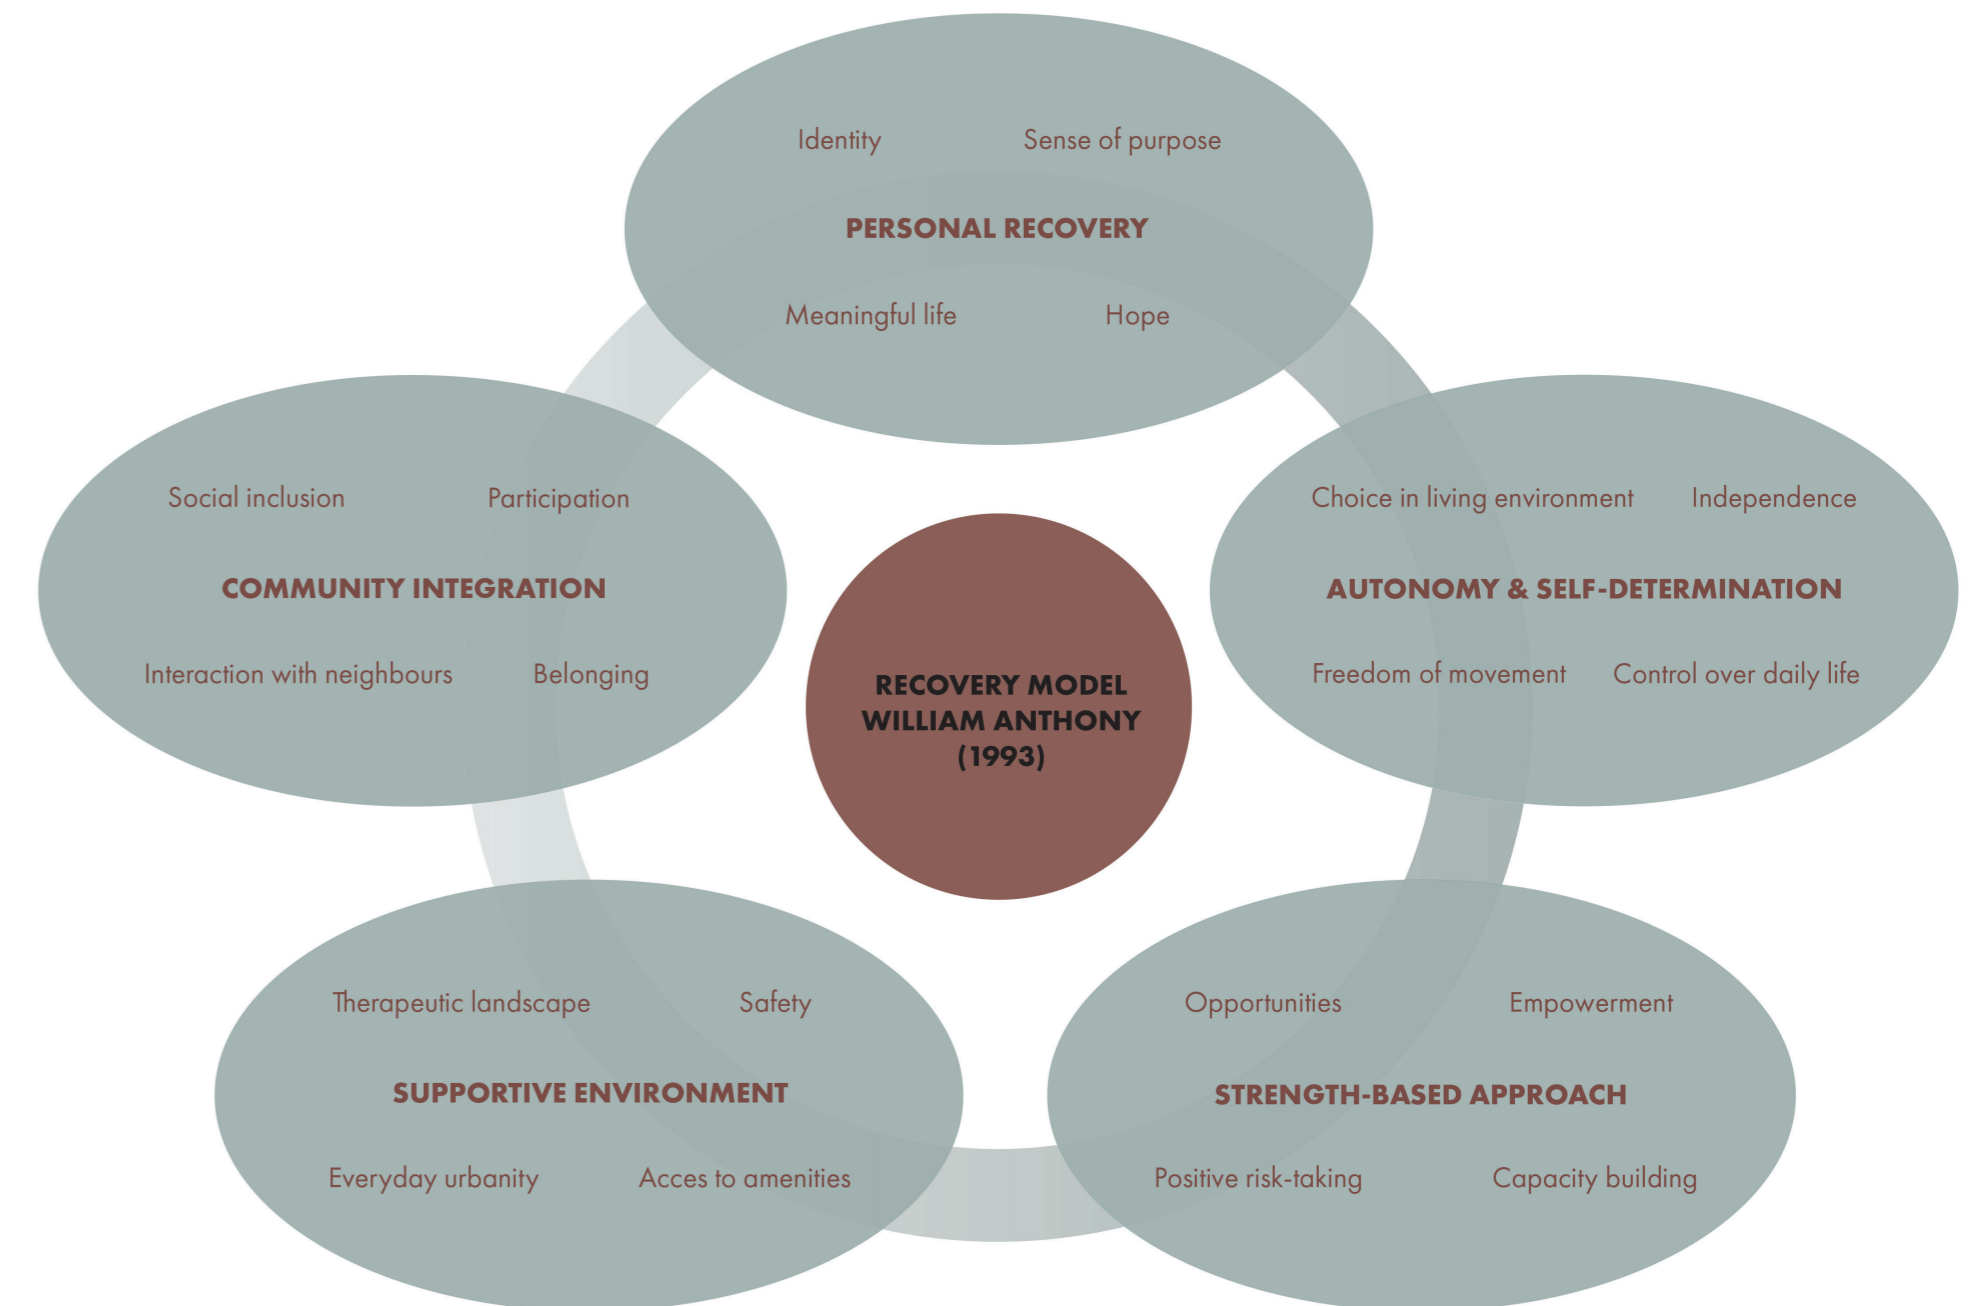 Identity Sense of purpose
PERSONAL RECOVERY
Meaningful life Hope
Social inclusion Participation
COMMUNITY INTEGRATION
Interaction with neighbours Belonging
Choice in living environment Independence
AUTONOMY & SELF-DETERMINATION
Freedom of movement Control over daily life
RECOVERY MODEL
WILLIAM ANTHONY
(1993)
Therapeutic landscape Safety
SUPPORTIVE ENVIRONMENT
Everyday urbanity Acces to amenities
Opportunities Empowerment
STRENGTH-BASED APPROACH
Positive risk-taking Capacity building